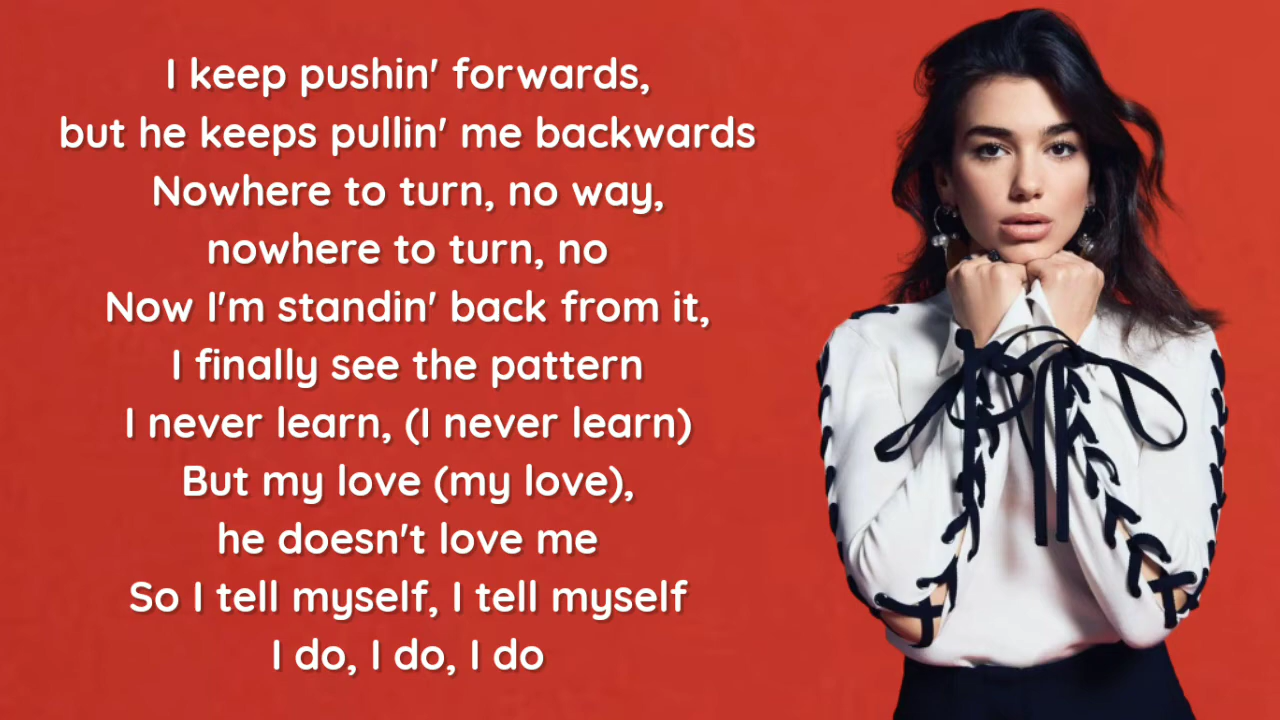 I keep pushin' forwards,
but he keeps pullin' me backwards
Nowhere to turn, no way,
nowhere to turn, no
Now I'm standin' back from it,
I finally see the pattern
I never learn, (I never learn)
But my love (my love),
he doesn't love me
So I tell myself, I tell myself
I do, I do, I do